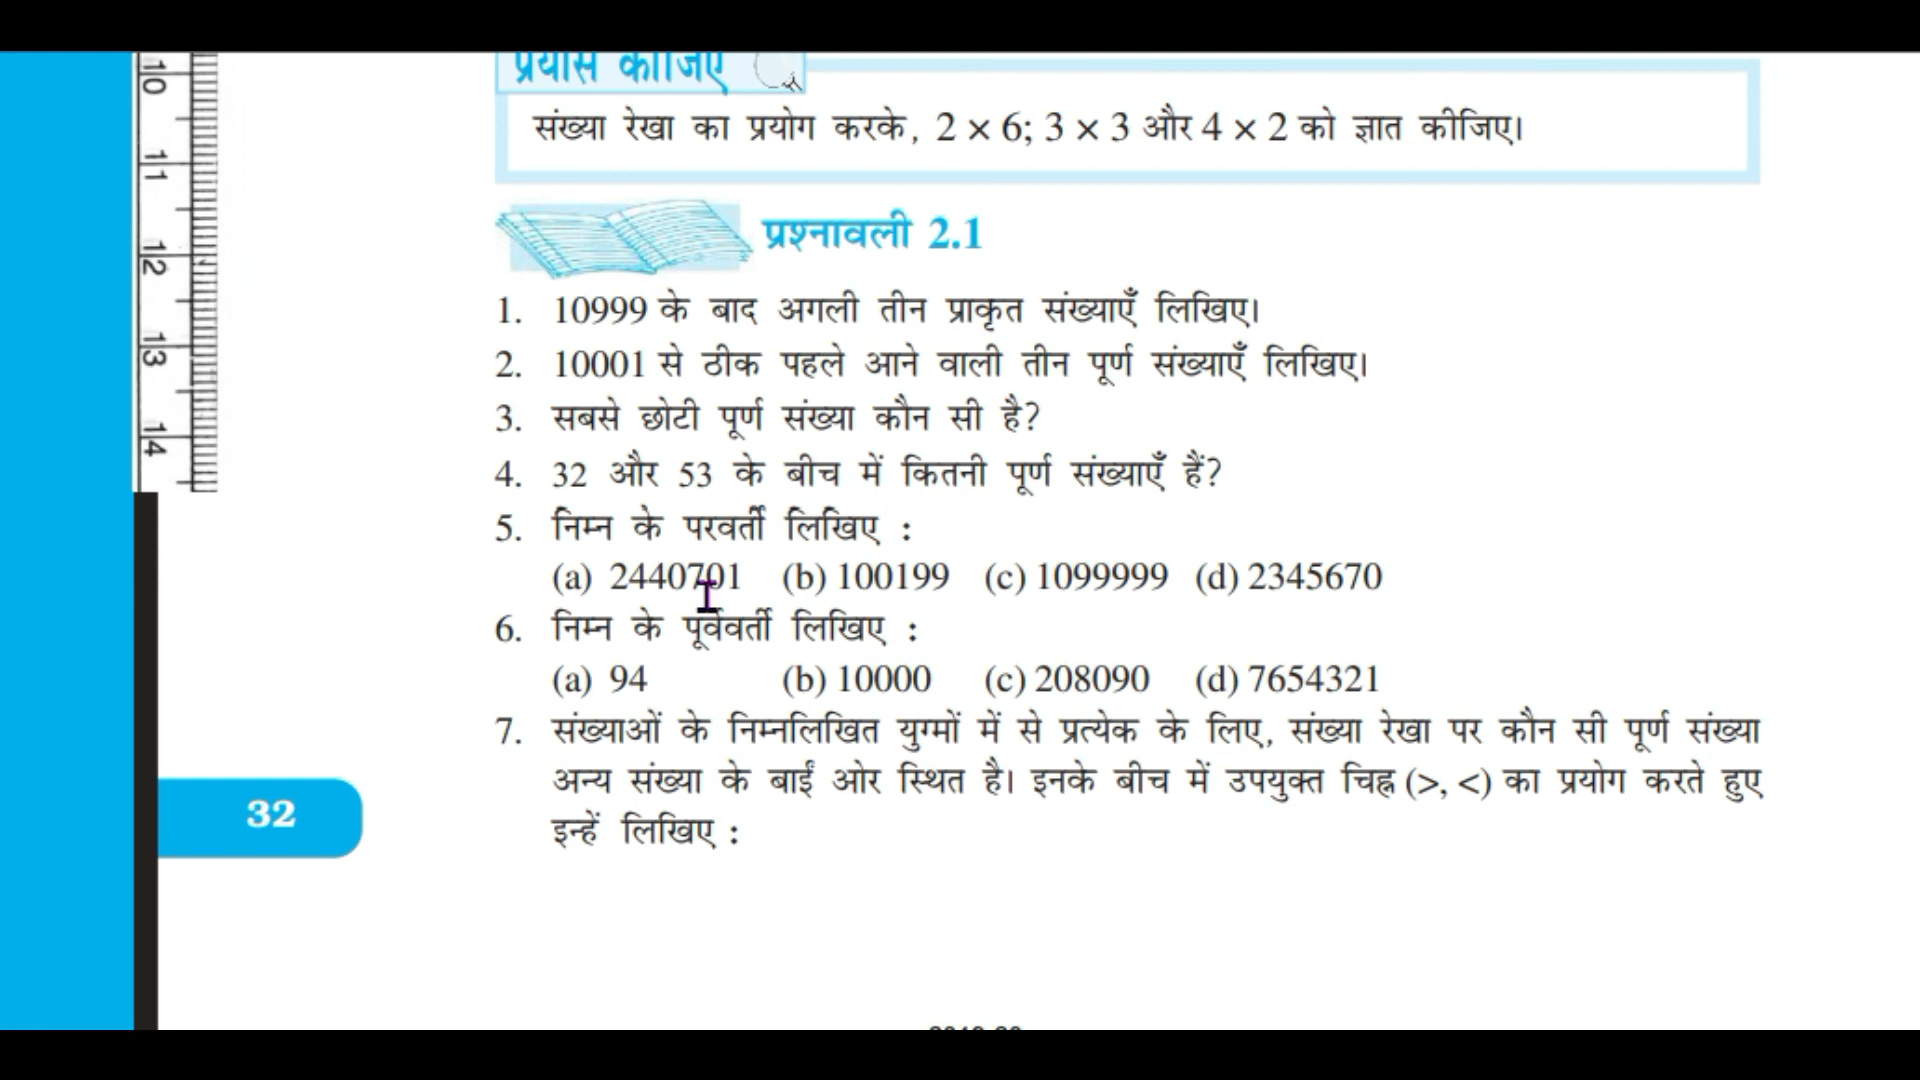 10
11
12
13
14
प्रयास कीजिए
संख्या रेखा का प्रयोग करके, 2 × 6; 3 × 3 और 4 × 2 को ज्ञात कीजिए।
प्रश्नावली 2.1
1. 10999 के बाद अगली तीन प्राकृत संख्याएँ लिखिए।
2. 10001 से ठीक पहले आने वाली तीन पूर्ण संख्याएँ लिखिए।
3. सबसे छोटी पूर्ण संख्या कौन सी है?
4. 32 और 53 के बीच में कितनी पूर्ण संख्याएँ हैं?
5. निम्न के परवर्ती लिखिए :
(a) 2440701 (b) 100199 (c) 1099999 (d) 2345670
6. निम्न के पूर्ववर्ती लिखिए :
(a) 94 (b) 10000 (c) 208090 (d) 7654321
7. संख्याओं के निम्नलिखित युग्मों में से प्रत्येक के लिए, संख्या रेखा पर कौन सी पूर्ण संख्या
अन्य संख्या के बाईं ओर स्थित है। इनके बीच में उपयुक्त चिह्न (>, <) का प्रयोग करते हुए
इन्हें लिखिए :
32